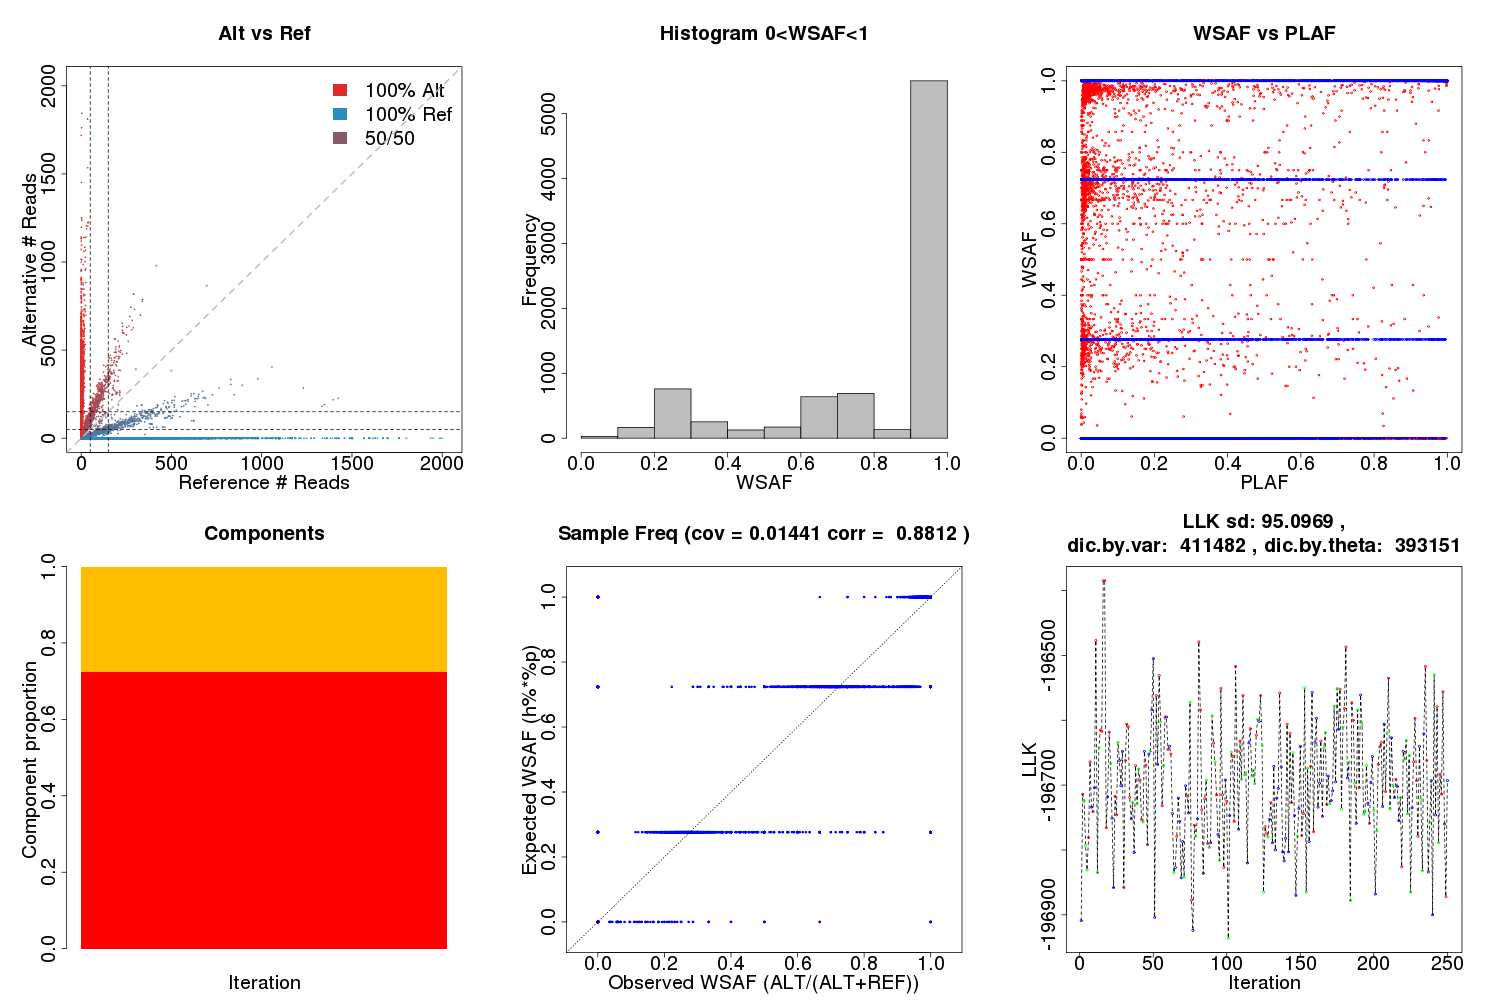 Alt vs Ref
100% Alt
100% Ref
50/50
Alternative # Reads
0
500
1000
1500
2000
0
500
1000
1500
2000
Reference # Reads
Histogram 0<WSAF<1
Frequency
0
1000
2000
3000
4000
5000
0.0
0.2
0.4
0.6
0.8
1.0
WSAF
WSAF vs PLAF
WSAF
0.0
0.2
0.4
0.6
0.8
1.0
0.0
0.2
0.4
0.6
0.8
1.0
PLAF
Components
Component proportion
0.0
0.2
0.4
0.6
0.8
1.0
Iteration
Sample Freq (cov = 0.01441 corr = 0.8812 )
Expected WSAF (h%*%p)
0.0
0.2
0.4
0.6
0.8
1.0
0.0
0.2
0.4
0.6
0.8
1.0
Observed WSAF (ALT/(ALT+REF))
LLK sd: 95.0969 ,
dic.by.var: 411482 , dic.by.theta: 393151
LLK
-196900
-196700
-196500
0
50
100
150
200
250
Iteration